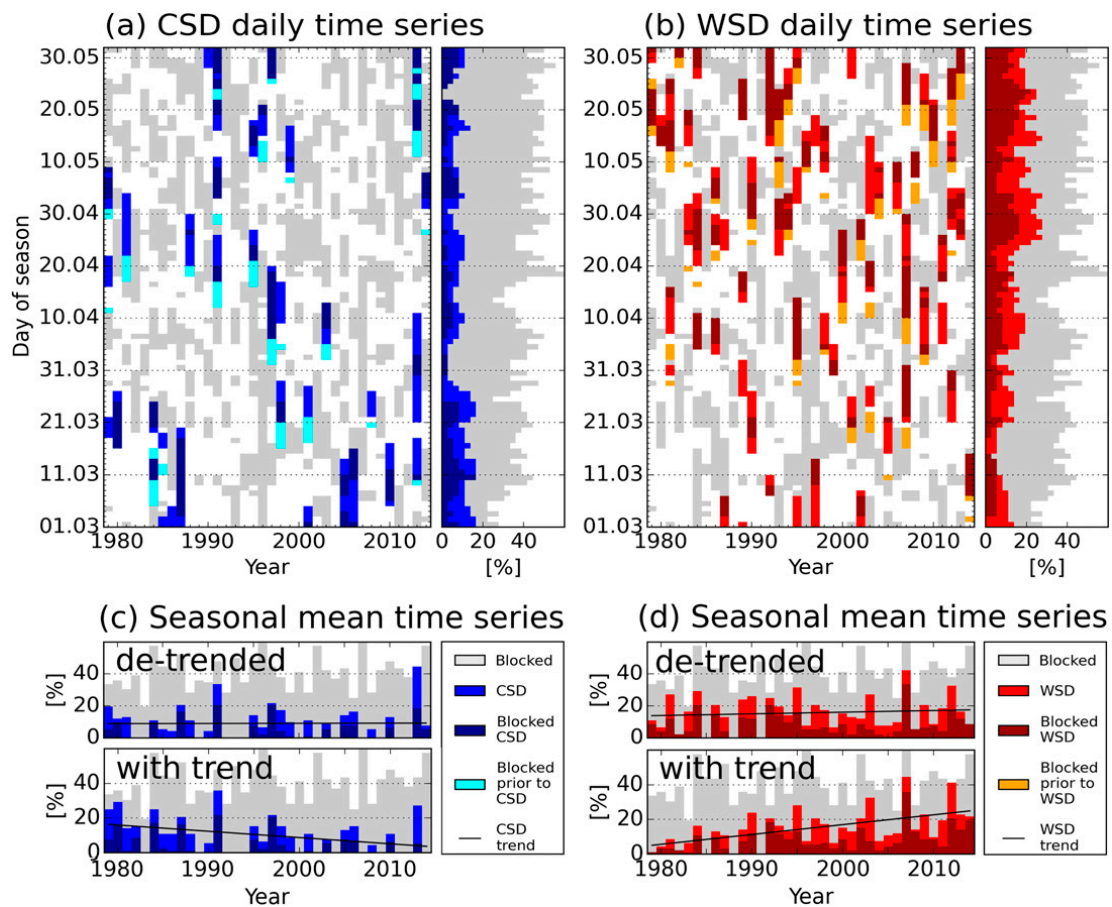 (a) CSD daily time series
(b) WSD daily time series
Day of season
30.05
20.05
10.05
30.04
20.04
10.04
31.03
21.03
11.03
01.03
1980 1990 2000 2010
Year
0 20 40
[%]
30.05
20.05
10.05
30.04
20.04
10.04
31.03
21.03
11.03
01.03
1980 1990 2000 2010
Year
0 20 40
[%]
(c) Seasonal mean time series
de-trended
[%]
40
20
0
with trend
[%]
40
20
0
1980 1990 2000 2010
Year
Blocked
CSD
Blocked
CSD
Blocked
prior to
CSD
CSD
trend
(d) Seasonal mean time series
de-trended
[%]
40
20
0
with trend
[%]
40
20
0
1980 1990 2000 2010
Year
Blocked
WSD
Blocked
WSD
Blocked
prior to
WSD
WSD
trend